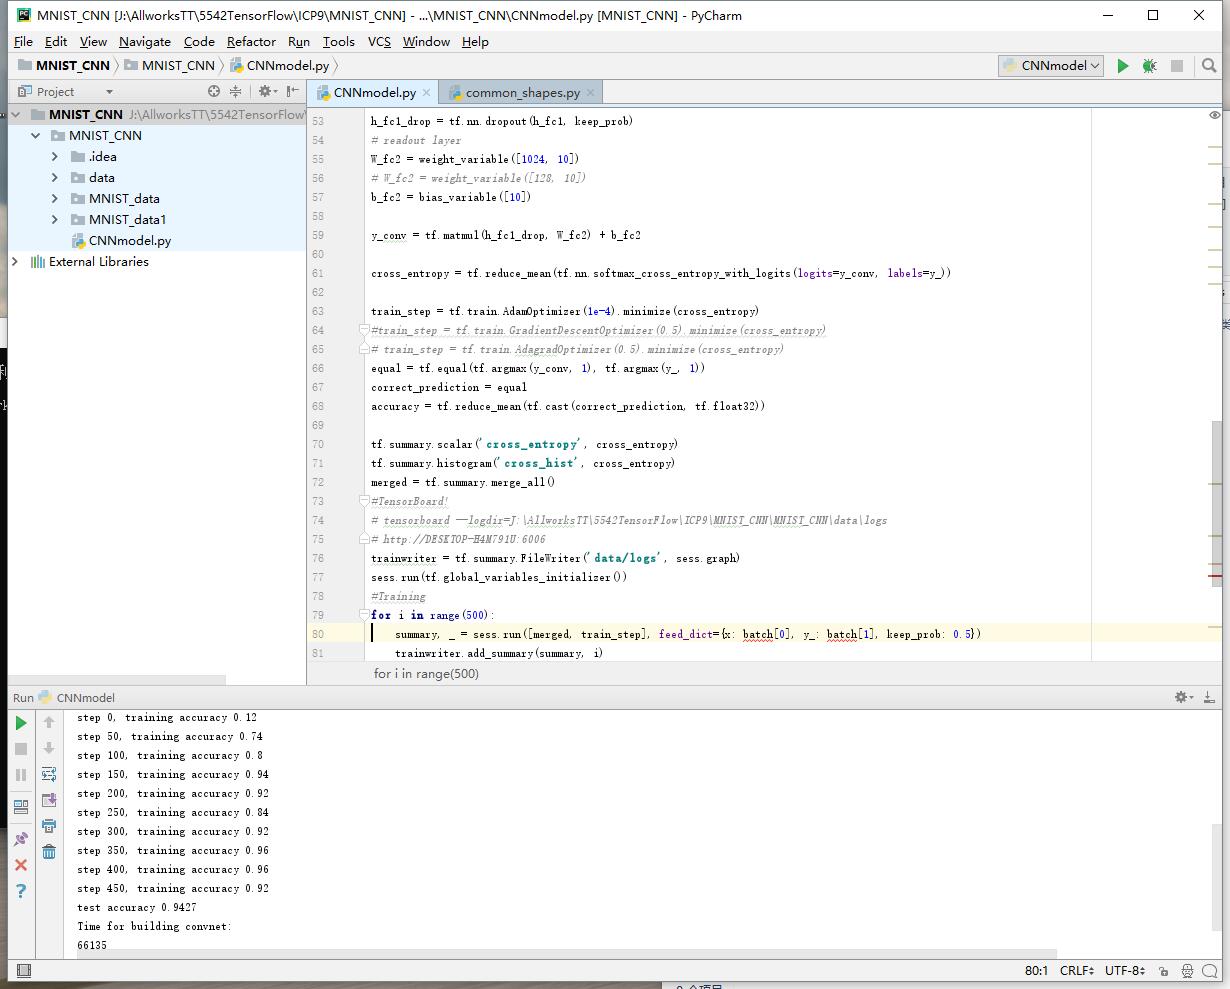 MNIST_CNN [J:\AllworksTT\5542TensorFlow\ICP9\MNIST_CNN] - ...\MNIST_CNN\CNNmodel.py [MNIST_CNN] - PyCharm
File Edit View Navigate Code Refactor Run Tools VCS Window Help
MNIST_CNN MNIST_CNN CNNmodel.py CNNmodel
Project CNNmodel.py common_shapes.py
MNIST_CNN J:\AllworksTT\5542TensorFlow\
MNIST_CNN
.idea
data
MNIST_data
MNIST_data1
CNNmodel.py
External Libraries
53 h_fc1_drop = tf.nn.dropout(h_fc1, keep_prob)
54 # readout layer
55 W_fc2 = weight_variable([1024, 10])
56 # W_fc2 = weight_variable([128, 10])
57 b_fc2 = bias_variable([10])
58
59 y_conv = tf.matmul(h_fc1_drop, W_fc2) + b_fc2
60
61 cross_entropy = tf.reduce_mean(tf.nn.softmax_cross_entropy_with_logits(logits=y_conv, labels=y_))
62
63 train_step = tf.train.AdamOptimizer(1e-4).minimize(cross_entropy)
64 #train_step = tf.train.GradientDescentOptimizer(0.5).minimize(cross_entropy)
65 # train_step = tf.train.AdagradOptimizer(0.5).minimize(cross_entropy)
66 equal = tf.equal(tf.argmax(y_conv, 1), tf.argmax(y_, 1))
67 correct_prediction = equal
68 accuracy = tf.reduce_mean(tf.cast(correct_prediction, tf.float32))
69
70 tf.summary.scalar('cross_entropy', cross_entropy)
71 tf.summary.histogram('cross_hist', cross_entropy)
72 merged = tf.summary.merge_all()
73 #TensorBoard!
74 # tensorboard --logdir=J:\AllworksTT\5542TensorFlow\ICP9\MNIST_CNN\MNIST_CNN\data\logs
75 # http://DESKTOP-H4M791U:6006
76 trainwriter = tf.summary.FileWriter('data/logs', sess.graph)
77 sess.run(tf.global_variables_initializer())
78 #Training
79 for i in range(500):
80 summary, _ = sess.run([merged, train_step], feed_dict={x: batch[0], y_: batch[1], keep_prob: 0.5})
81 trainwriter.add_summary(summary, i)
for i in range(500)
Run CNNmodel
step 0, training accuracy 0.12
step 50, training accuracy 0.74
step 100, training accuracy 0.8
step 150, training accuracy 0.94
step 200, training accuracy 0.92
step 250, training accuracy 0.84
step 300, training accuracy 0.92
step 350, training accuracy 0.96
step 400, training accuracy 0.96
step 450, training accuracy 0.92
test accuracy 0.9427
Time for building convnet:
66135
80:1 CRLF UTF-8